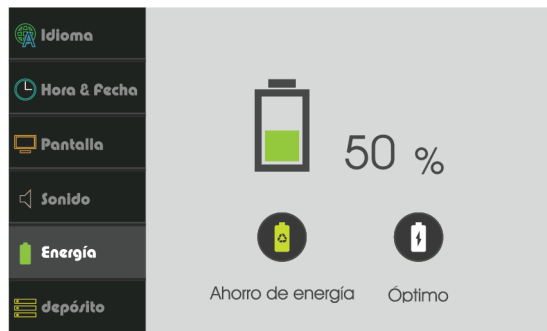 Idioma
Hora & Fecha
Pantalla
Sonido
Energía
depósito
50 %
Ahorro de energía
Óptimo